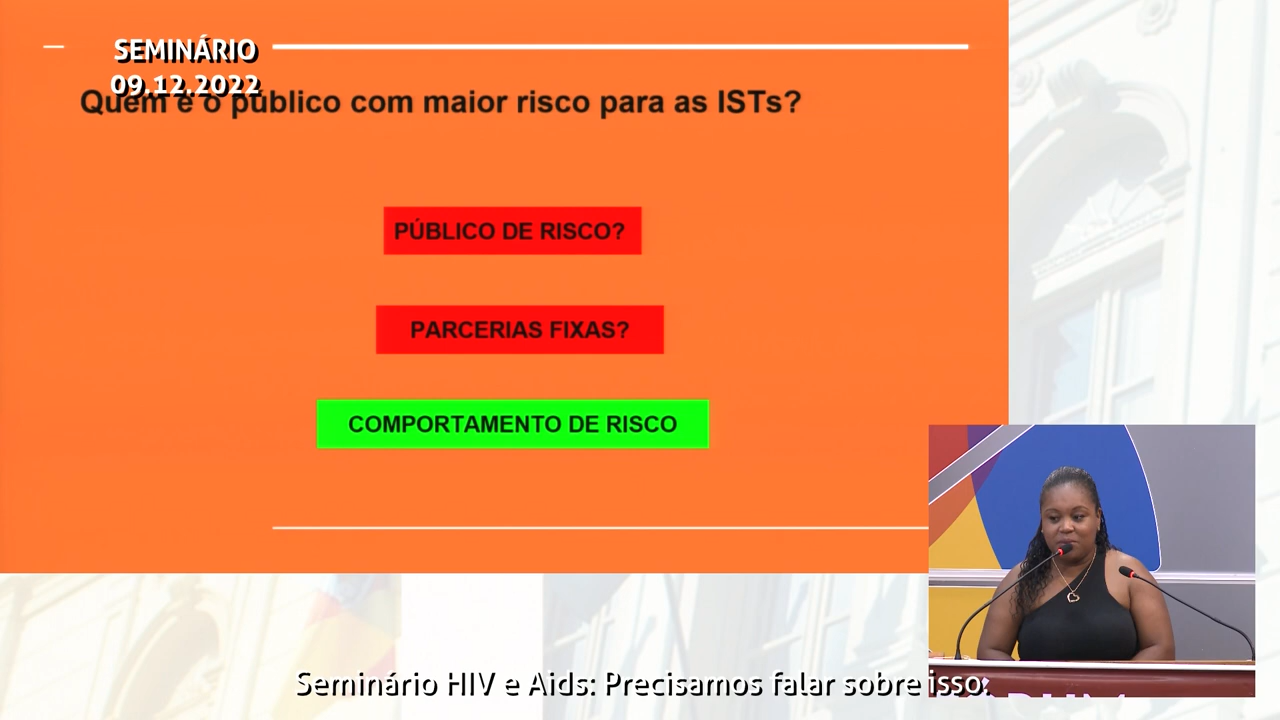 SEMINÁRIO
09.12.2022
Quem é o público com maior risco para as ISTs?
PÚBLICO DE RISCO?
PARCERIAS FIXAS?
COMPORTAMENTO DE RISCO
Seminário HIV e Aids: Precisamos falar sobre isso.